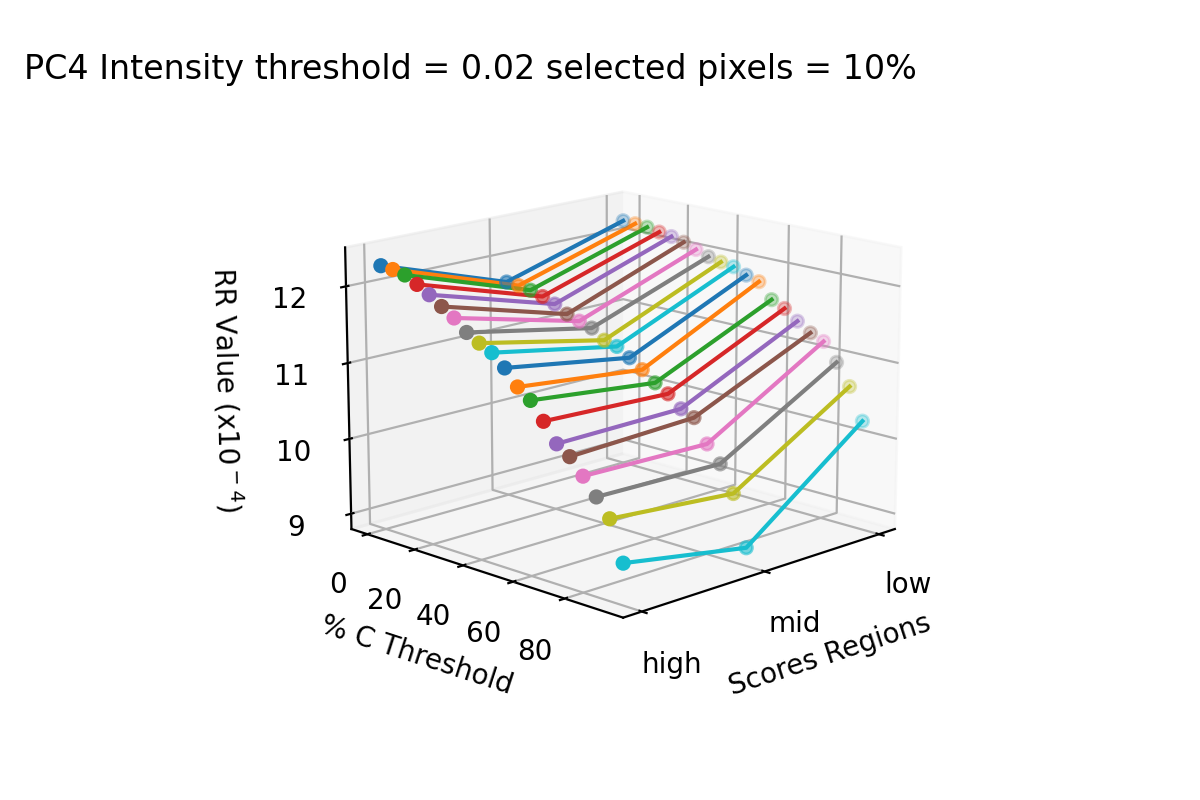 PC4 Intensity threshold = 0.02 selected pixels = 10%
RR Value (x10⁻⁴)
12
11
10
9
0
20
40
60
80
% C Threshold
high
mid
low
Scores Regions